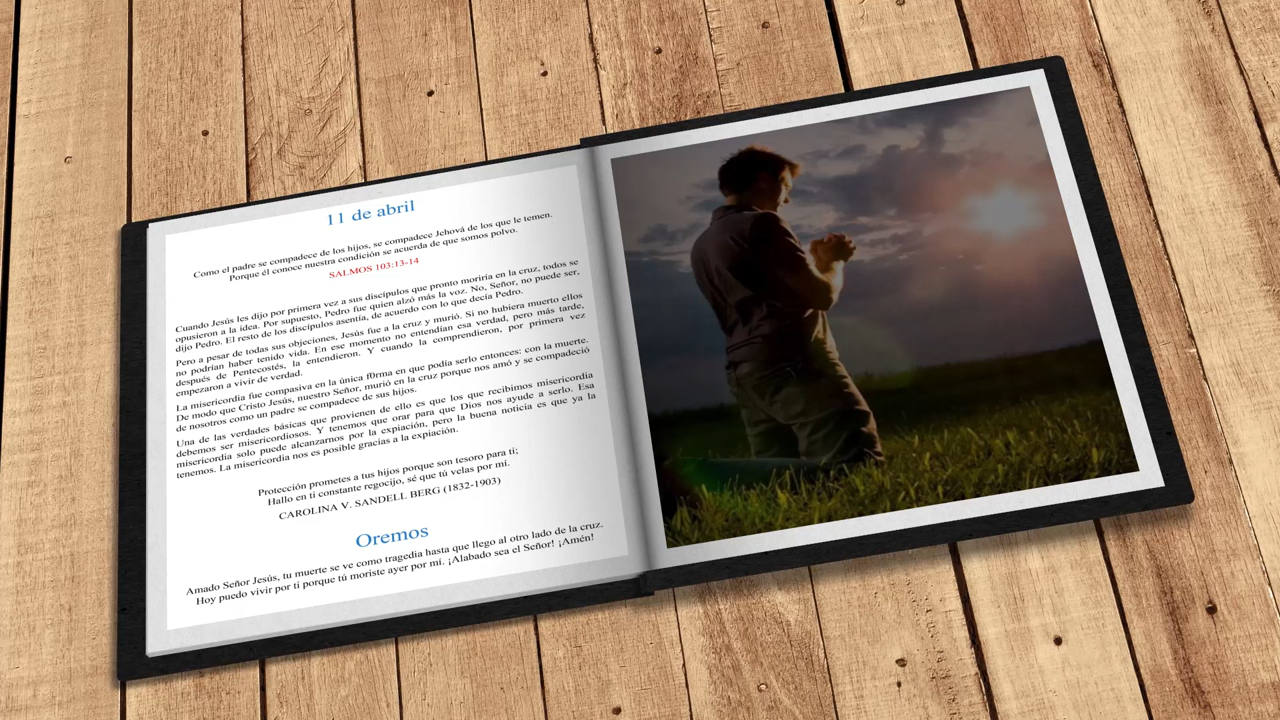 11 de abril
Como el padre se compadece de los hijos, se compadece Jehová de los que le temen.
Porque él conoce nuestra condición se acuerda de que somos polvo.
SALMOS 103:13-14
Cuando Jesús les dijo por primera vez a sus discípulos que pronto moriría en la cruz, todos se
opusieron a la idea. Por supuesto, Pedro fue quien alzó más la voz. No, Señor, no puede ser,
dijo Pedro. El resto de los discípulos asentía, de acuerdo con lo que decía Pedro.
Pero a pesar de todas sus objeciones, Jesús fue a la cruz y murió. Si no hubiera muerto ellos
no podrían haber tenido vida. En ese momento no entendían esa verdad, pero más tarde,
después de Pentecostés, la entendieron. Y cuando la comprendieron, por primera vez
empezaron a vivir de verdad.
La misericordia fue compasiva en la única f0rma en que podía serlo entonces: con la muerte.
De modo que Cristo Jesús, nuestro Señor, murió en la cruz porque nos amó y se compadeció
de nosotros como un padre se compadece de sus hijos.
Una de las verdades básicas que provienen de ello es que los que recibimos misericordia
debemos ser misericordiosos. Y tenemos que orar para que Dios nos ayude a serlo. Esa
misericordia solo puede alcanzarnos por la expiación, pero la buena noticia es que ya la
tenemos. La misericordia nos es posible gracias a la expiación.
Protección prometes a tus hijos porque son tesoro para ti;
Hallo en ti constante regocijo, sé que tú velas por mi.
CAROLINA V. SANDELL BERG (1832-1903)
Oremos
Amado Señor Jesús, tu muerte se ve como tragedia hasta que llego al otro lado de la cruz.
Hoy puedo vivir por ti porque tú moriste ayer por mí. ¡Alabado sea el Señor! ¡Amén!